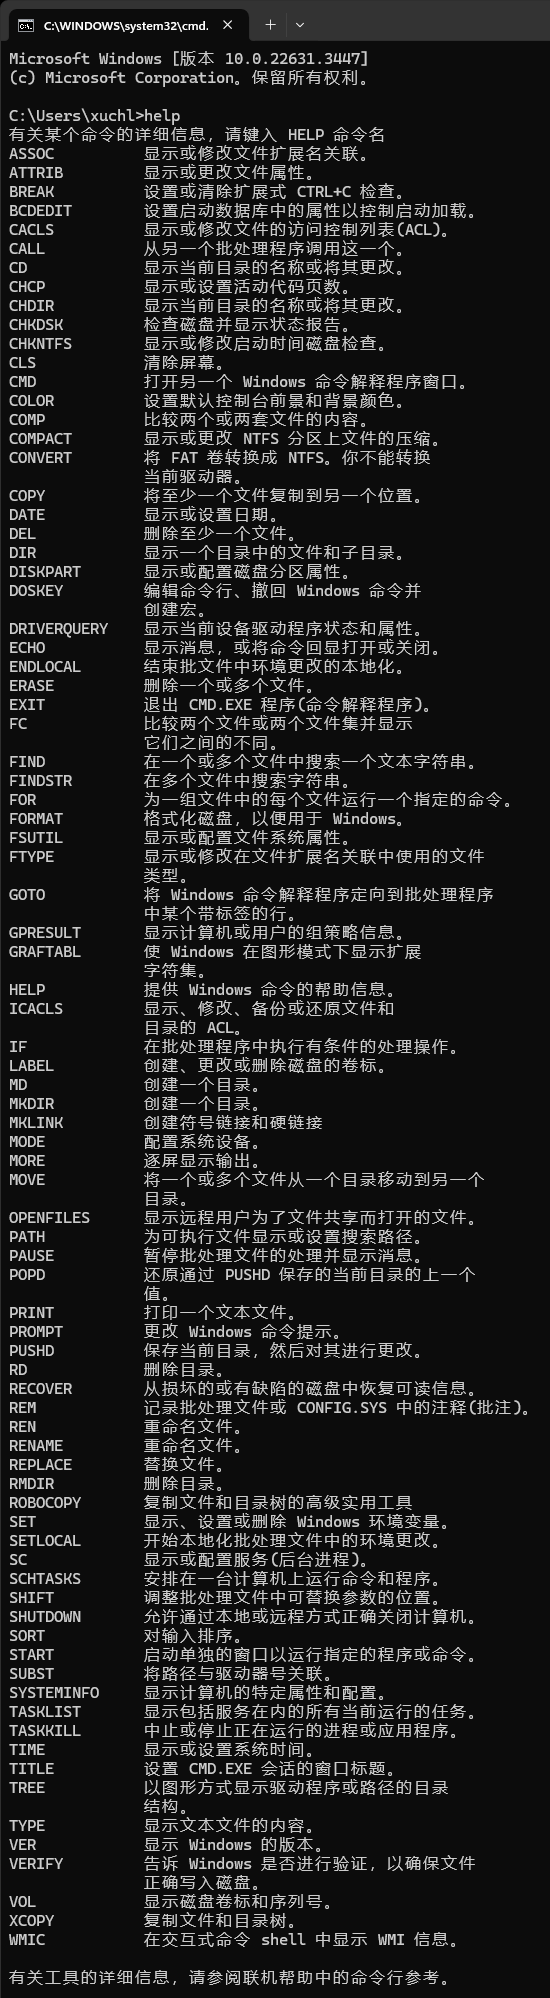 C:\WINDOWS\system32\cmd.
Microsoft Windows [版本 10.0.22631.3447]
(c) Microsoft Corporation。保留所有权利。
C:\Users\xuchl>help
有关某个命令的详细信息，请键入 HELP 命令名
ASSOC 显示或修改文件扩展名关联。
ATTRIB 显示或更改文件属性。
BREAK 设置或清除扩展式 CTRL+C 检查。
BCDEDIT 设置启动数据库中的属性以控制启动加载。
CACLS 显示或修改文件的访问控制列表(ACL)。
CALL 从另一个批处理程序调用这一个。
CD 显示当前目录的名称或将其更改。
CHCP 显示或设置活动代码页数。
CHDIR 显示当前目录的名称或将其更改。
CHKDSK 检查磁盘并显示状态报告。
CHKNTFS 显示或修改启动时间磁盘检查。
CLS 清除屏幕。
CMD 打开另一个 Windows 命令解释程序窗口。
COLOR 设置默认控制台前景和背景颜色。
COMP 比较两个或两套文件的内容。
COMPACT 显示或更改 NTFS 分区上文件的压缩。
CONVERT 将 FAT 卷转换成 NTFS。你不能转换
当前驱动器。
COPY 将至少一个文件复制到另一个位置。
DATE 显示或设置日期。
DEL 删除至少一个文件。
DIR 显示一个目录中的文件和子目录。
DISKPART 显示或配置磁盘分区属性。
DOSKEY 编辑命令行、撤回 Windows 命令并
创建宏。
DRIVERQUERY 显示当前设备驱动程序状态和属性。
ECHO 显示消息，或将命令回显打开或关闭。
ENDLOCAL 结束批文件中环境更改的本地化。
ERASE 删除一个或多个文件。
EXIT 退出 CMD.EXE 程序(命令解释程序)。
FC 比较两个文件或两个文件集并显示
它们之间的不同。
FIND 在一个或多个文件中搜索一个文本字符串。
FINDSTR 在多个文件中搜索字符串。
FOR 为一组文件中的每个文件运行一个指定的命令。
FORMAT 格式化磁盘，以便用于 Windows。
FSUTIL 显示或配置文件系统属性。
FTYPE 显示或修改在文件扩展名关联中使用的文件
类型。
GOTO 将 Windows 命令解释程序定向到批处理程序
中某个带标签的行。
GPRESULT 显示计算机或用户的组策略信息。
GRAFTABL 使 Windows 在图形模式下显示扩展
字符集。
HELP 提供 Windows 命令的帮助信息。
ICACLS 显示、修改、备份或还原文件和
目录的 ACL。
IF 在批处理程序中执行有条件的处理操作。
LABEL 创建、更改或删除磁盘的卷标。
MD 创建一个目录。
MKDIR 创建一个目录。
MKLINK 创建符号链接和硬链接
MODE 配置系统设备。
MORE 逐屏显示输出。
MOVE 将一个或多个文件从一个目录移动到另一个
目录。
OPENFILES 显示远程用户为了文件共享而打开的文件。
PATH 为可执行文件显示或设置搜索路径。
PAUSE 暂停批处理文件的处理并显示消息。
POPD 还原通过 PUSHD 保存的当前目录的上一个
值。
PRINT 打印一个文本文件。
PROMPT 更改 Windows 命令提示。
PUSHD 保存当前目录，然后对其进行更改。
RD 删除目录。
RECOVER 从损坏的或有缺陷的磁盘中恢复可读信息。
REM 记录批处理文件或 CONFIG.SYS 中的注释(批注)。
REN 重命名文件。
RENAME 重命名文件。
REPLACE 替换文件。
RMDIR 删除目录。
ROBOCOPY 复制文件和目录树的高级实用工具
SET 显示、设置或删除 Windows 环境变量。
SETLOCAL 开始本地化批处理文件中的环境更改。
SC 显示或配置服务(后台进程)。
SCHTASKS 安排在一台计算机上运行命令和程序。
SHIFT 调整批处理文件中可替换参数的位置。
SHUTDOWN 允许通过本地或远程方式正确关闭计算机。
SORT 对输入排序。
START 启动单独的窗口以运行指定的程序或命令。
SUBST 将路径与驱动器号关联。
SYSTEMINFO 显示计算机的特定属性和配置。
TASKLIST 显示包括服务在内的所有当前运行的任务。
TASKKILL 中止或停止正在运行的进程或应用程序。
TIME 显示或设置系统时间。
TITLE 设置 CMD.EXE 会话的窗口标题。
TREE 以图形方式显示驱动程序或路径的目录
结构。
TYPE 显示文本文件的内容。
VER 显示 Windows 的版本。
VERIFY 告诉 Windows 是否进行验证，以确保文件
正确写入磁盘。
VOL 显示磁盘卷标和序列号。
XCOPY 复制文件和目录树。
WMIC 在交互式命令 shell 中显示 WMI 信息。
有关工具的详细信息，请参阅联机帮助中的命令行参考。